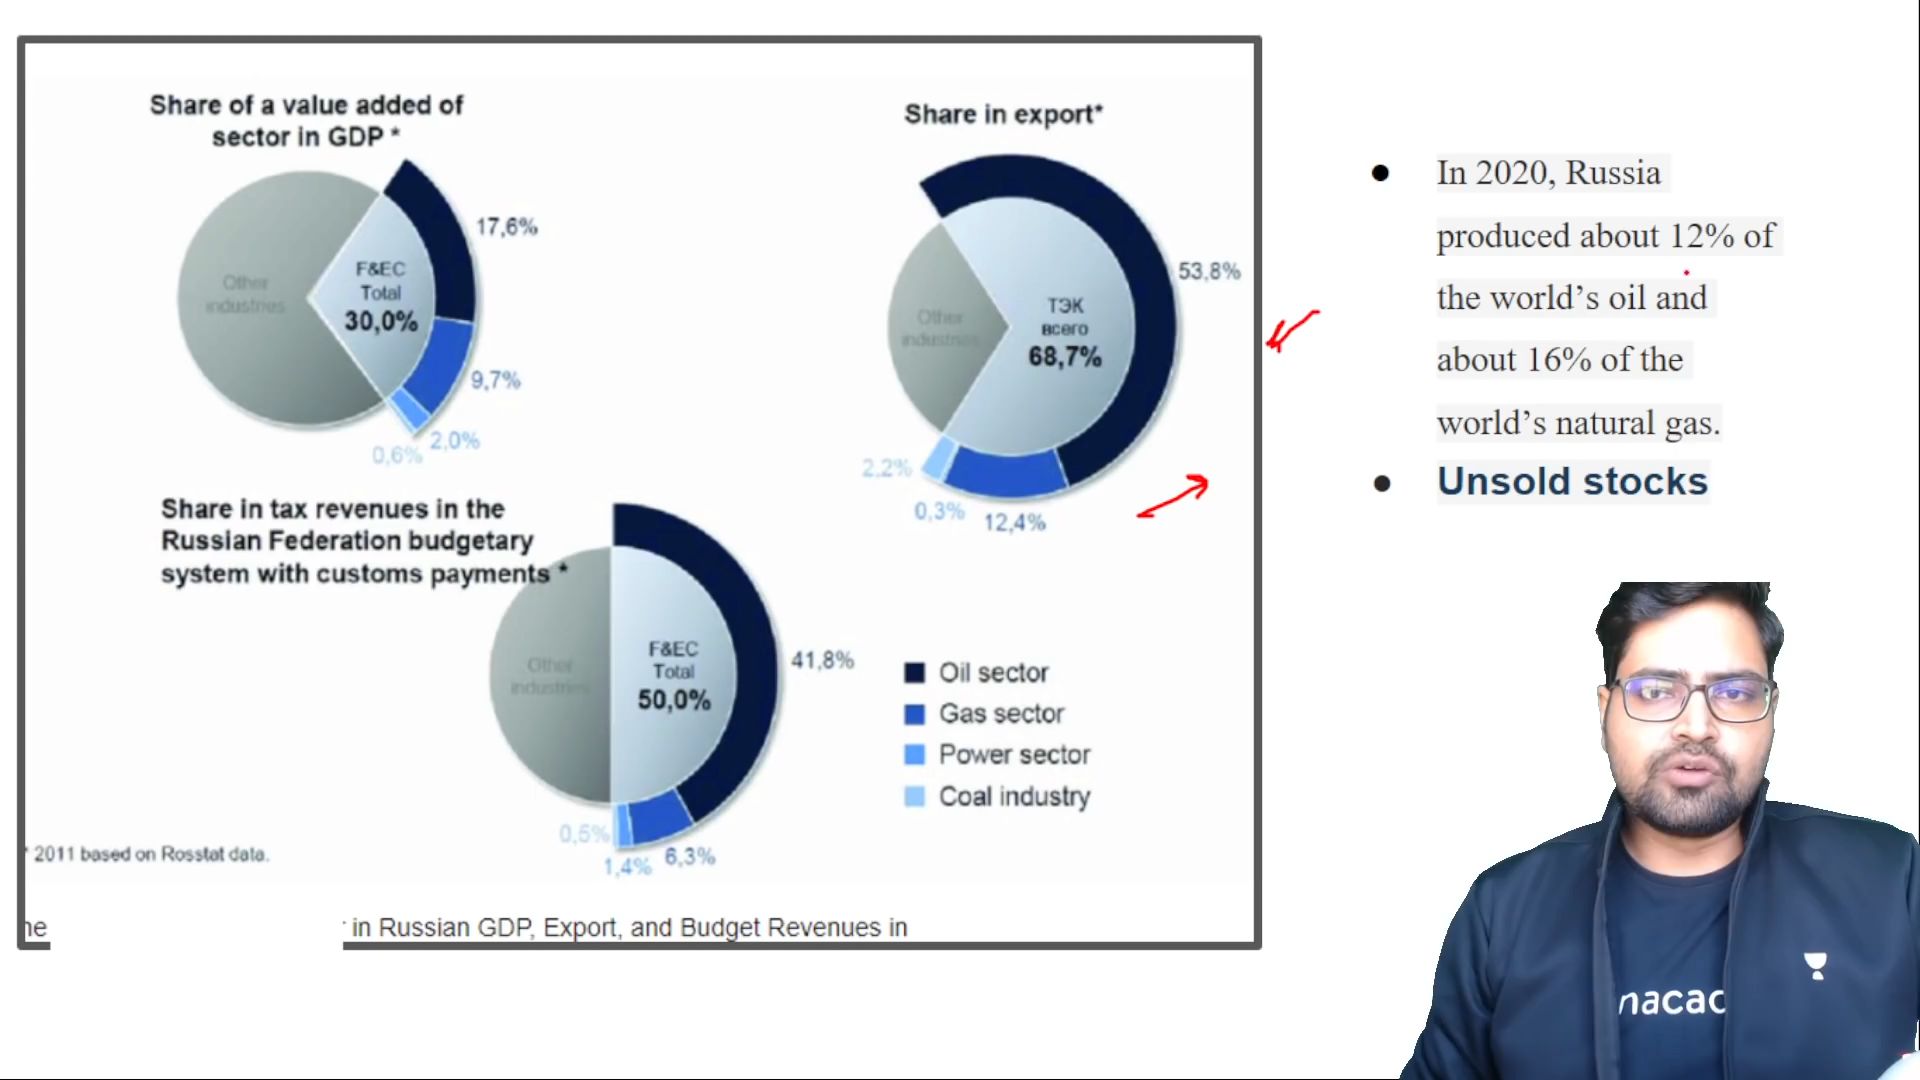 Share of a value added of
sector in GDP *
17,6%
Other
industries
F&EC
Total
30,0%
9,7%
2,0%
0,6%
Share in export*
53,8%
Other
industries
ТЭК
всего
68,7%
2,2%
0,3%
12,4%
Share in tax revenues in the
Russian Federation budgetary
system with customs payments *
Other
industries
F&EC
Total
50,0%
41,8%
0,5%
1,4%
6,3%
Oil sector
Gas sector
Power sector
Coal industry
* 2011 based on Rosstat data.
in Russian GDP, Export, and Budget Revenues in
● In 2020, Russia
produced about 12% of
the world’s oil and
about 16% of the
world’s natural gas.
● Unsold stocks
nacad